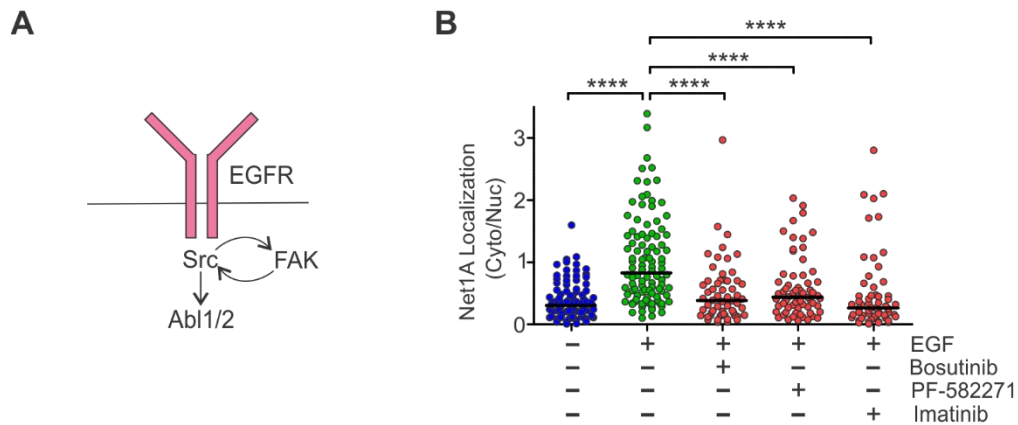 A
EGFR
Src
FAK
Abl1/2
B
****
****
**** ****
Net1A Localization
(Cyto/Nuc)
3
2
1
0
− + + + + EGF
− − + − − Bosutinib
− − − + − PF-582271
− − − − + Imatinib